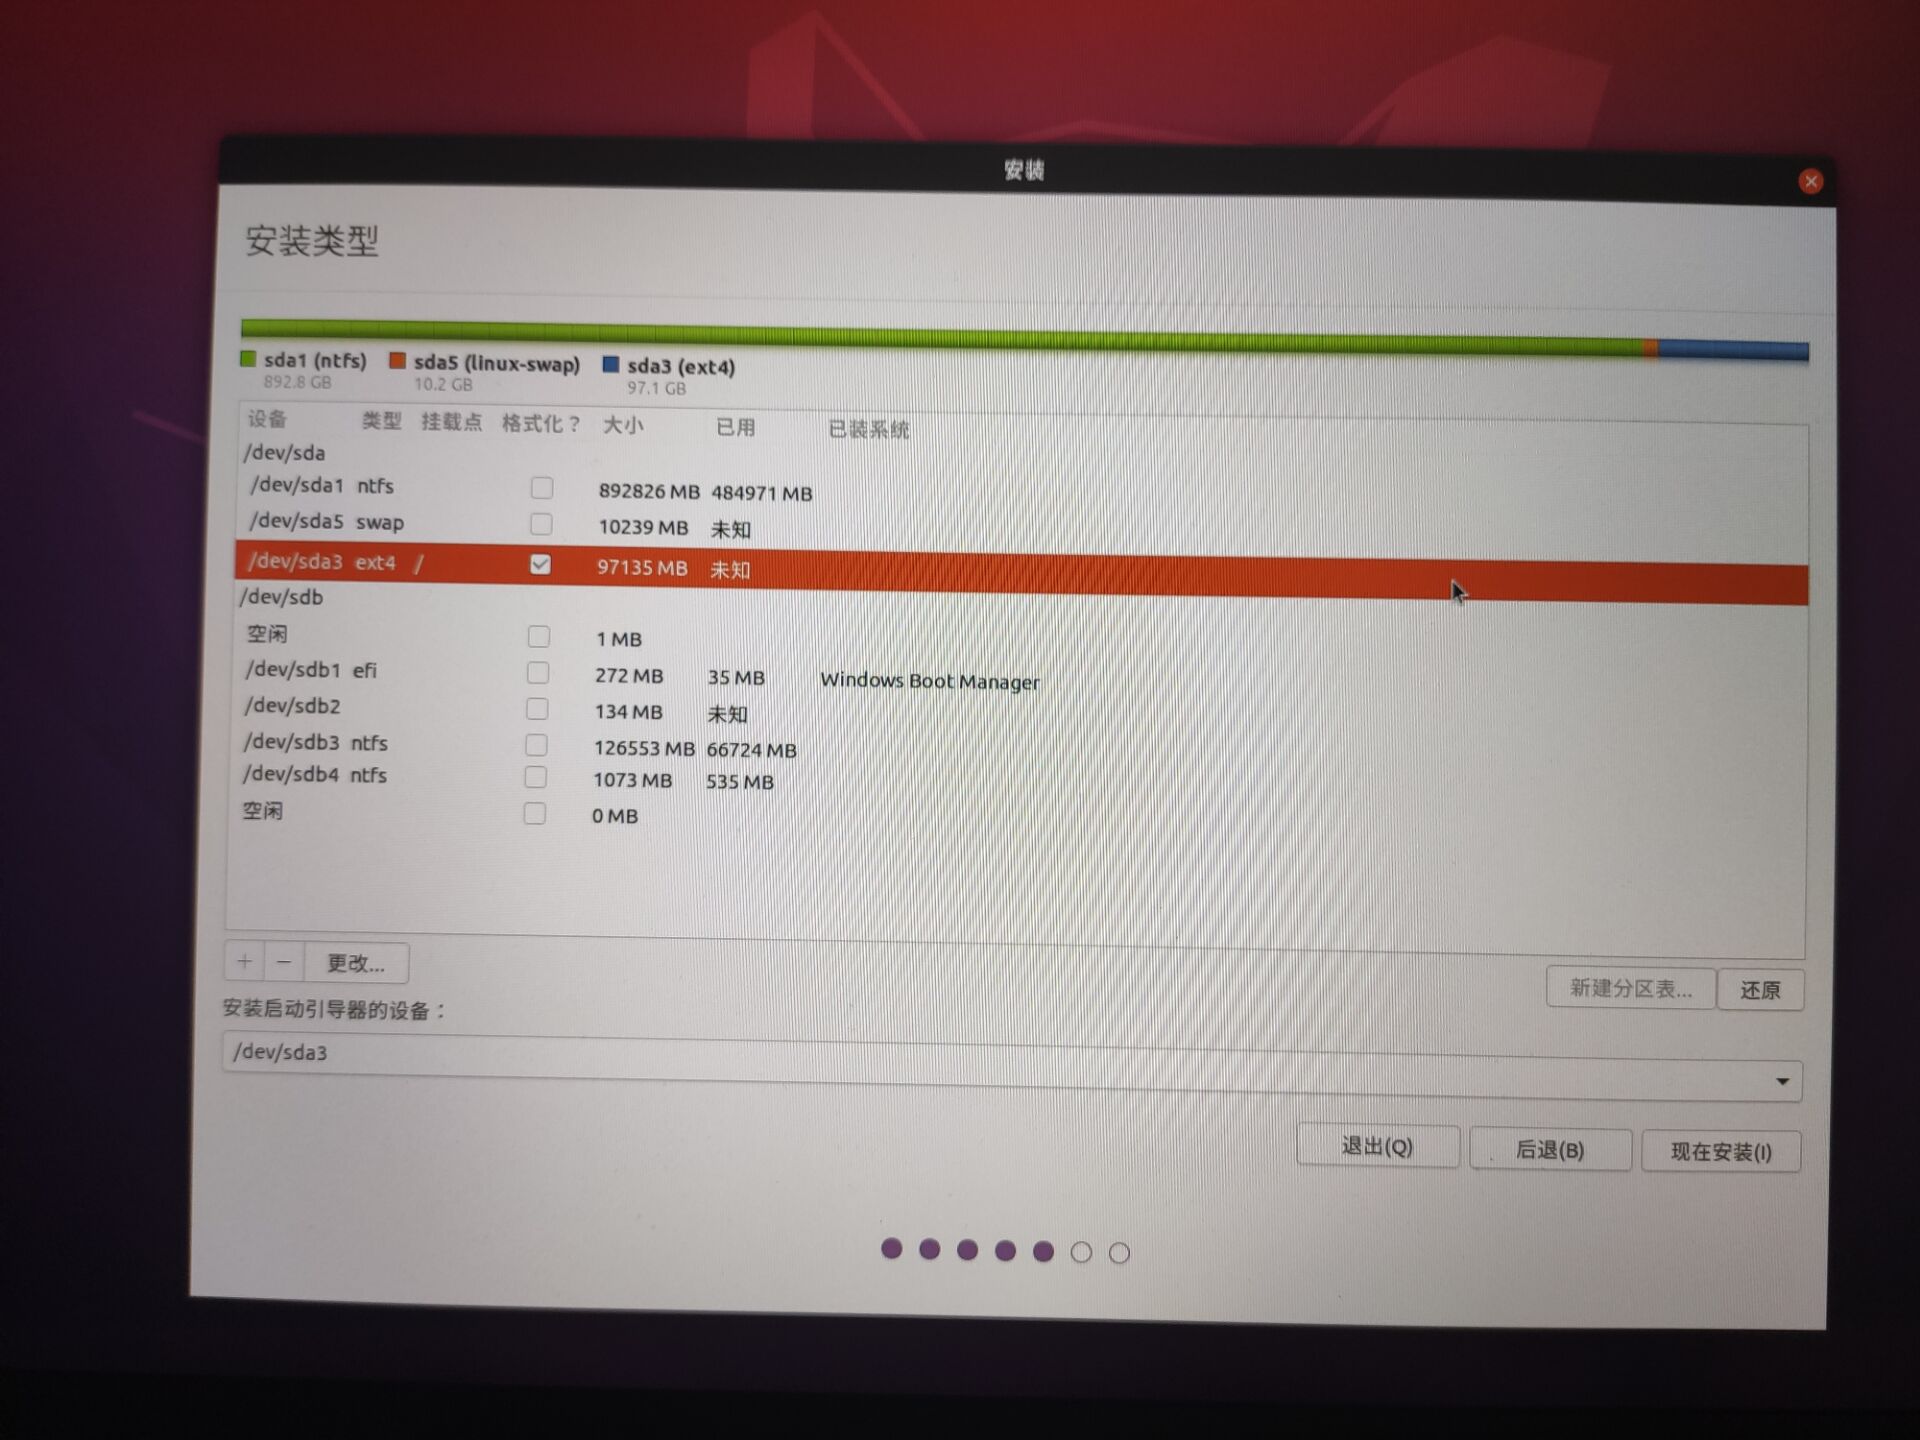 安装
安装类型
sda1 (ntfs) sda5 (linux-swap) sda3 (ext4)
892.8 GB 10.2 GB 97.1 GB
设备 类型 挂载点 格式化？ 大小 已用 已装系统
/dev/sda
/dev/sda1 ntfs 892826 MB 484971 MB
/dev/sda5 swap 10239 MB 未知
/dev/sda3 ext4 / 97135 MB 未知
/dev/sdb
空闲 1 MB
/dev/sdb1 efi 272 MB 35 MB Windows Boot Manager
/dev/sdb2 134 MB 未知
/dev/sdb3 ntfs 126553 MB 66724 MB
/dev/sdb4 ntfs 1073 MB 535 MB
空闲 0 MB
+ − 更改... 新建分区表... 还原
安装启动引导器的设备：
/dev/sda3
退出(Q) 后退(B) 现在安装(I)